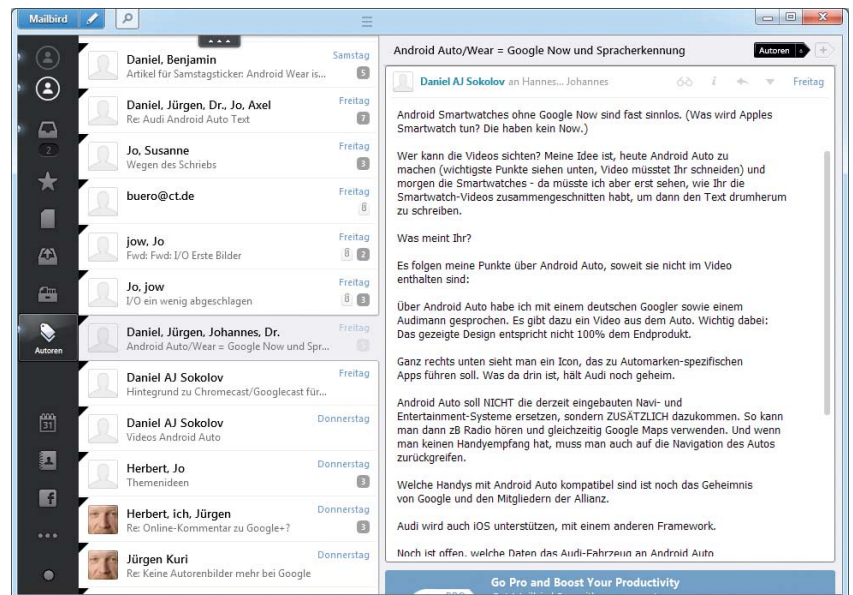 Mailbird
Daniel, Benjamin Samstag
Artikel für Samstagsticker: Android Wear is... 5
Daniel, Jürgen, Dr., Jo, Axel Freitag
Re: Audi Android Auto Text 7
Jo, Susanne Freitag
Wegen des Schriebs 3
buero@ct.de Freitag
jow, Jo Freitag
Fwd: Fwd: I/O Erste Bilder 2
Jo, jow Freitag
I/O ein wenig abgeschlagen 3
Daniel, Jürgen, Johannes, Dr. Freitag
Android Auto/Wear = Google Now und Spr...
Daniel AJ Sokolov Freitag
Hintegrund zu Chromecast/Googlecast für...
Daniel AJ Sokolov Donnerstag
Videos Android Auto
Herbert, Jo Donnerstag
Themenideen 3
Herbert, ich, Jürgen Donnerstag
Re: Online-Kommentar zu Google+? 3
Jürgen Kuri Donnerstag
Re: Keine Autorenbilder mehr bei Google
2
Autoren
31
Android Auto/Wear = Google Now und Spracherkennung
Autoren
Daniel AJ Sokolov an Hannes... Johannes Freitag
Android Smartwatches ohne Google Now sind fast sinnlos. (Was wird Apples
Smartwatch tun? Die haben kein Now.)
Wer kann die Videos sichten? Meine Idee ist, heute Android Auto zu
machen (wichtigste Punkte siehen unten, Video müsstet Ihr schneiden) und
morgen die Smartwatches - da müsste ich aber erst sehen, wie Ihr die
Smartwatch-Videos zusammengeschnitten habt, um dann den Text drumherum
zu schreiben.
Was meint Ihr?
Es folgen meine Punkte über Android Auto, soweit sie nicht im Video
enthalten sind:
Über Android Auto habe ich mit einem deutschen Googler sowie einem
Audimann gesprochen. Es gibt dazu ein Video aus dem Auto. Wichtig dabei:
Das gezeigte Design entspricht nicht 100% dem Endprodukt.
Ganz rechts unten sieht man ein Icon, das zu Automarken-spezifischen
Apps führen soll. Was da drin ist, hält Audi noch geheim.
Android Auto soll NICHT die derzeit eingebauten Navi- und
Entertainment-Systeme ersetzen, sondern ZUSÄTZLICH dazukommen. So kann
man dann zB Radio hören und gleichzeitig Google Maps verwenden. Und wenn
man keinen Handyempfang hat, muss man auch auf die Navigation des Autos
zurückgreifen.
Welche Handys mit Android Auto kompatibel sind ist noch das Geheimnis
von Google und den Mitgliedern der Allianz.
Audi wird auch iOS unterstützen, mit einem anderen Framework.
Noch ist offen, welche Daten das Audi-Fahrzeug an Android Auto
Go Pro and Boost Your Productivity